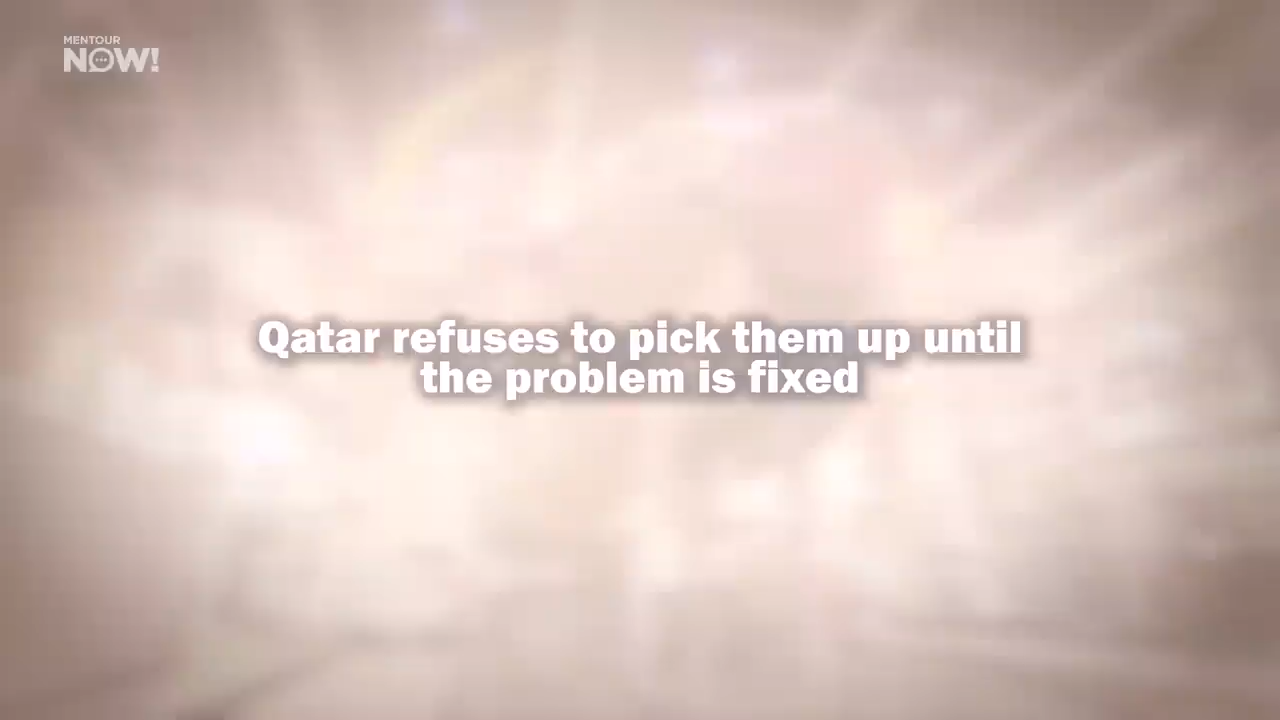 MENTOUR
NOW!
Qatar refuses to pick them up until
the problem is fixed